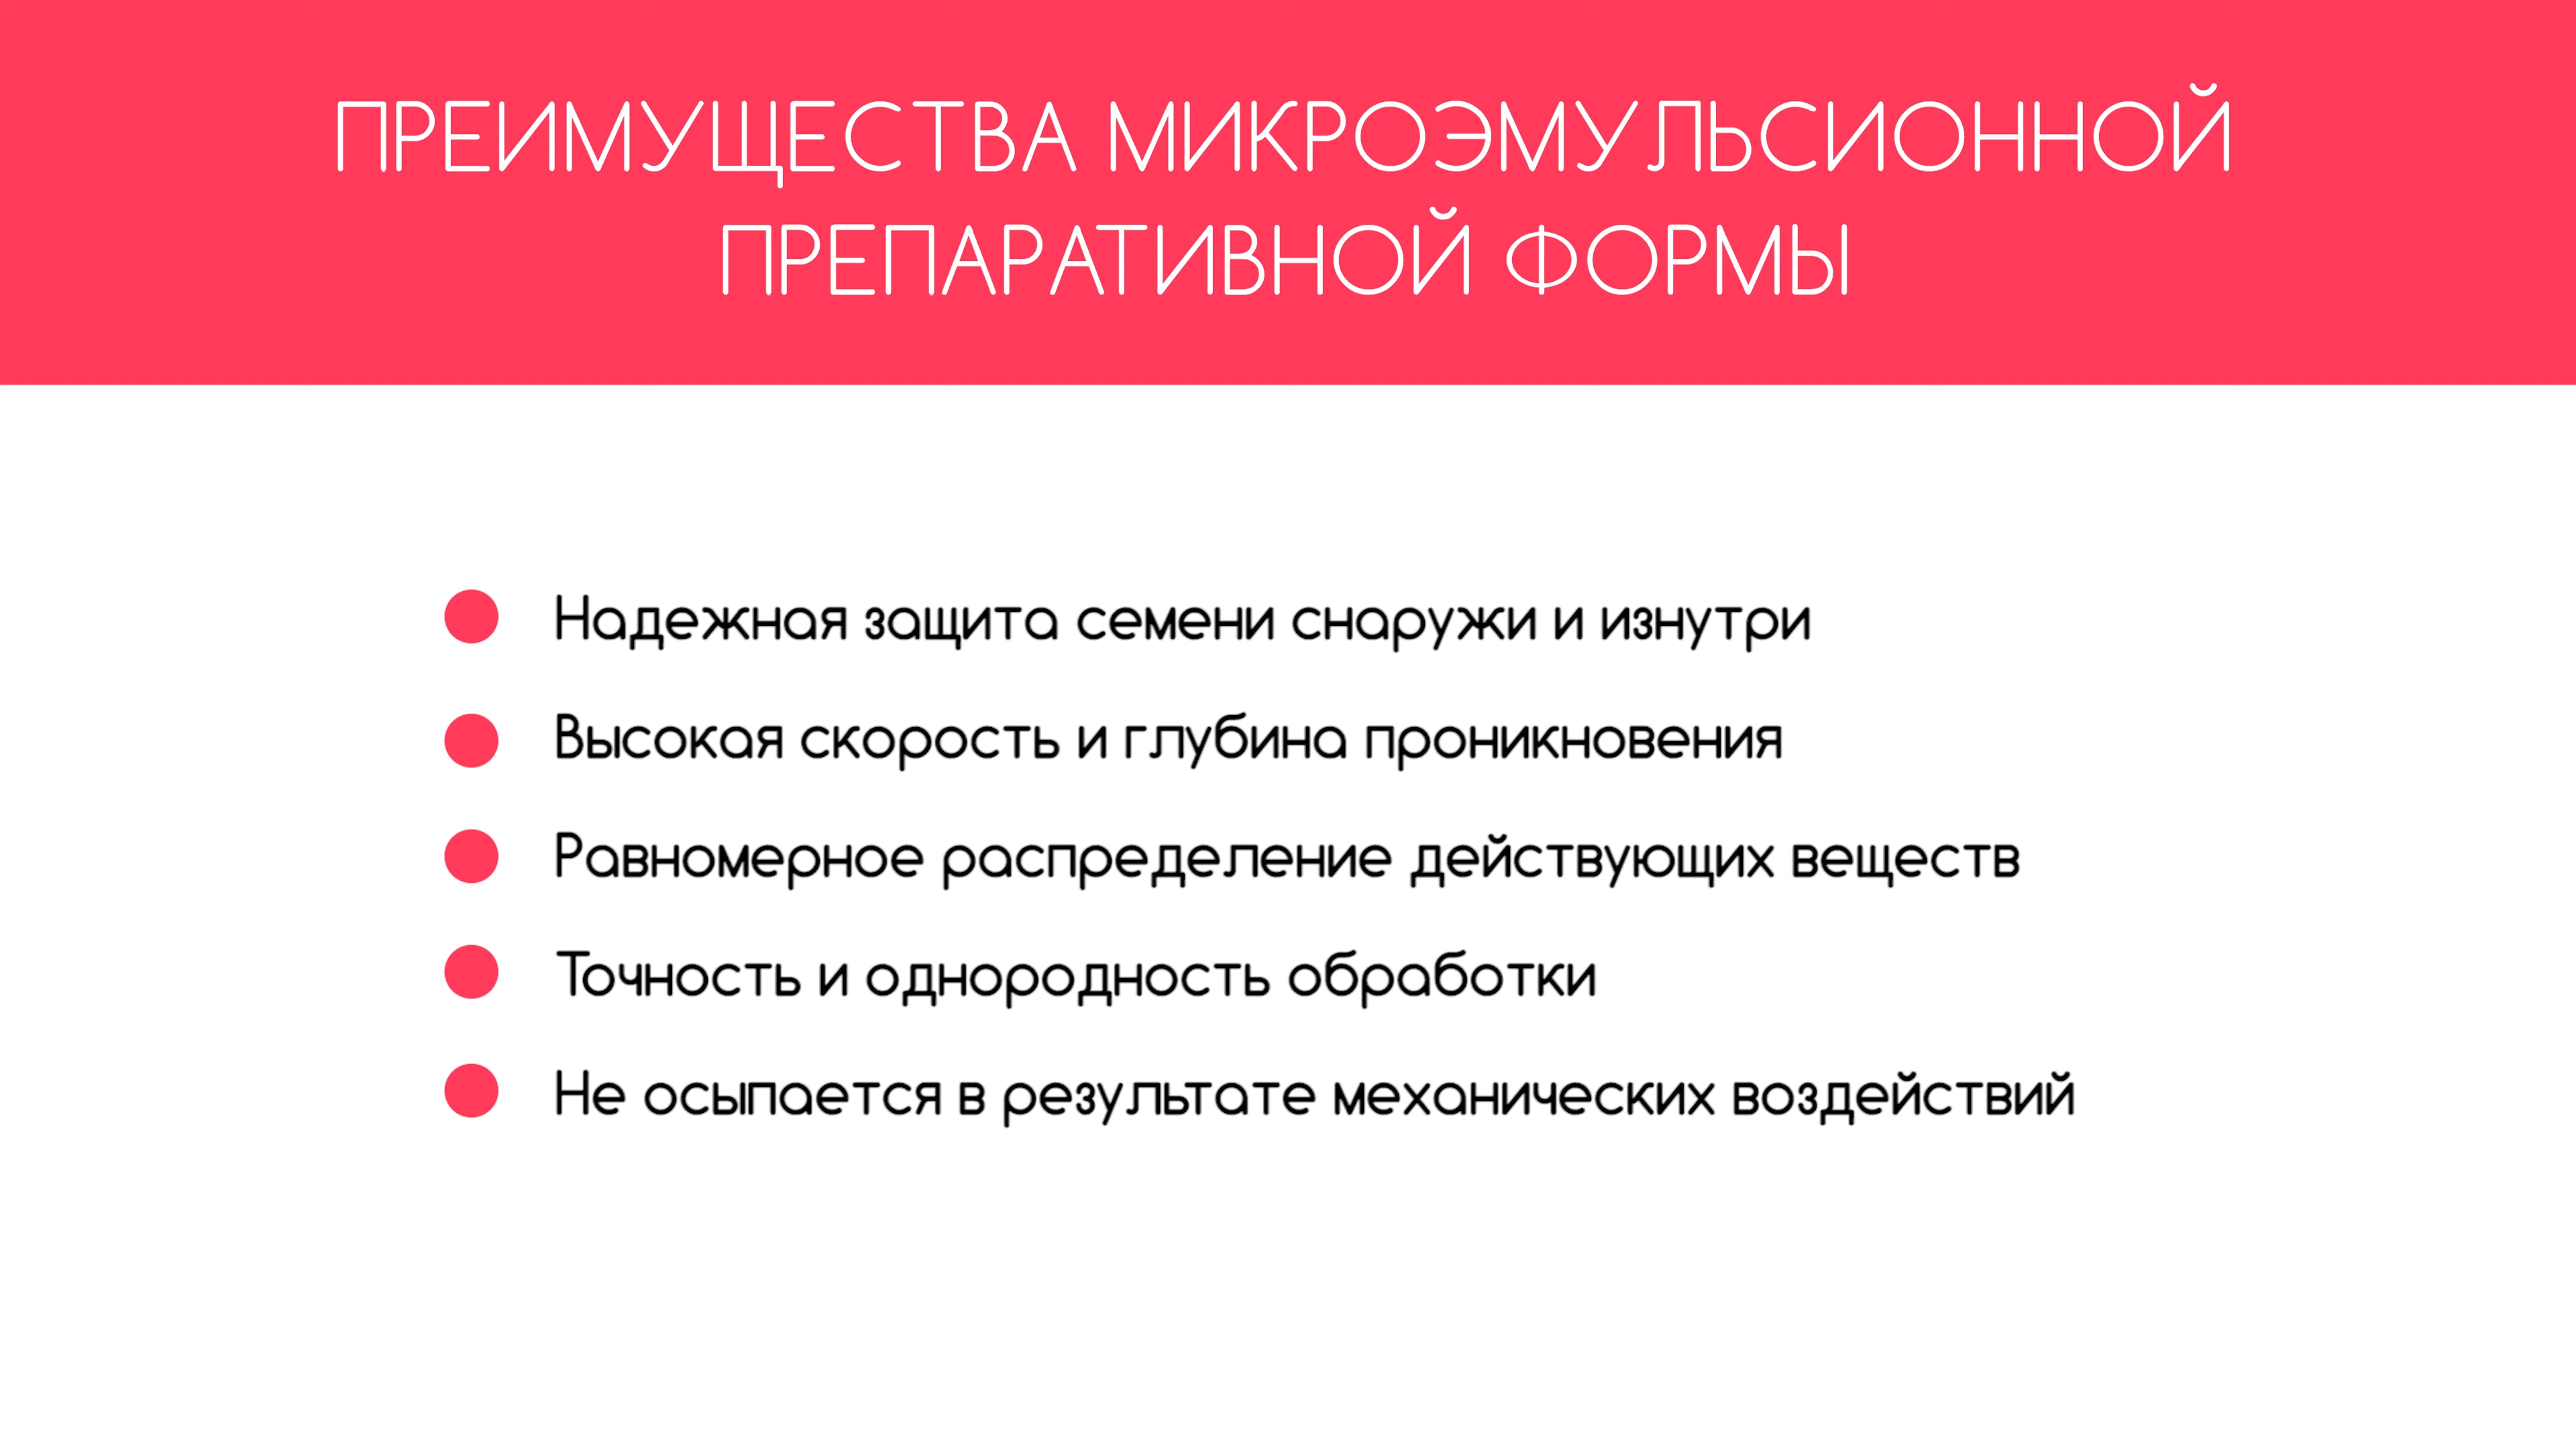 ПРЕИМУЩЕСТВА МИКРОЭМУЛЬСИОННОЙ
ПРЕПАРАТИВНОЙ ФОРМЫ
Надежная защита семени снаружи и изнутри
Высокая скорость и глубина проникновения
Равномерное распределение действующих веществ
Точность и однородность обработки
Не осыпается в результате механических воздействий